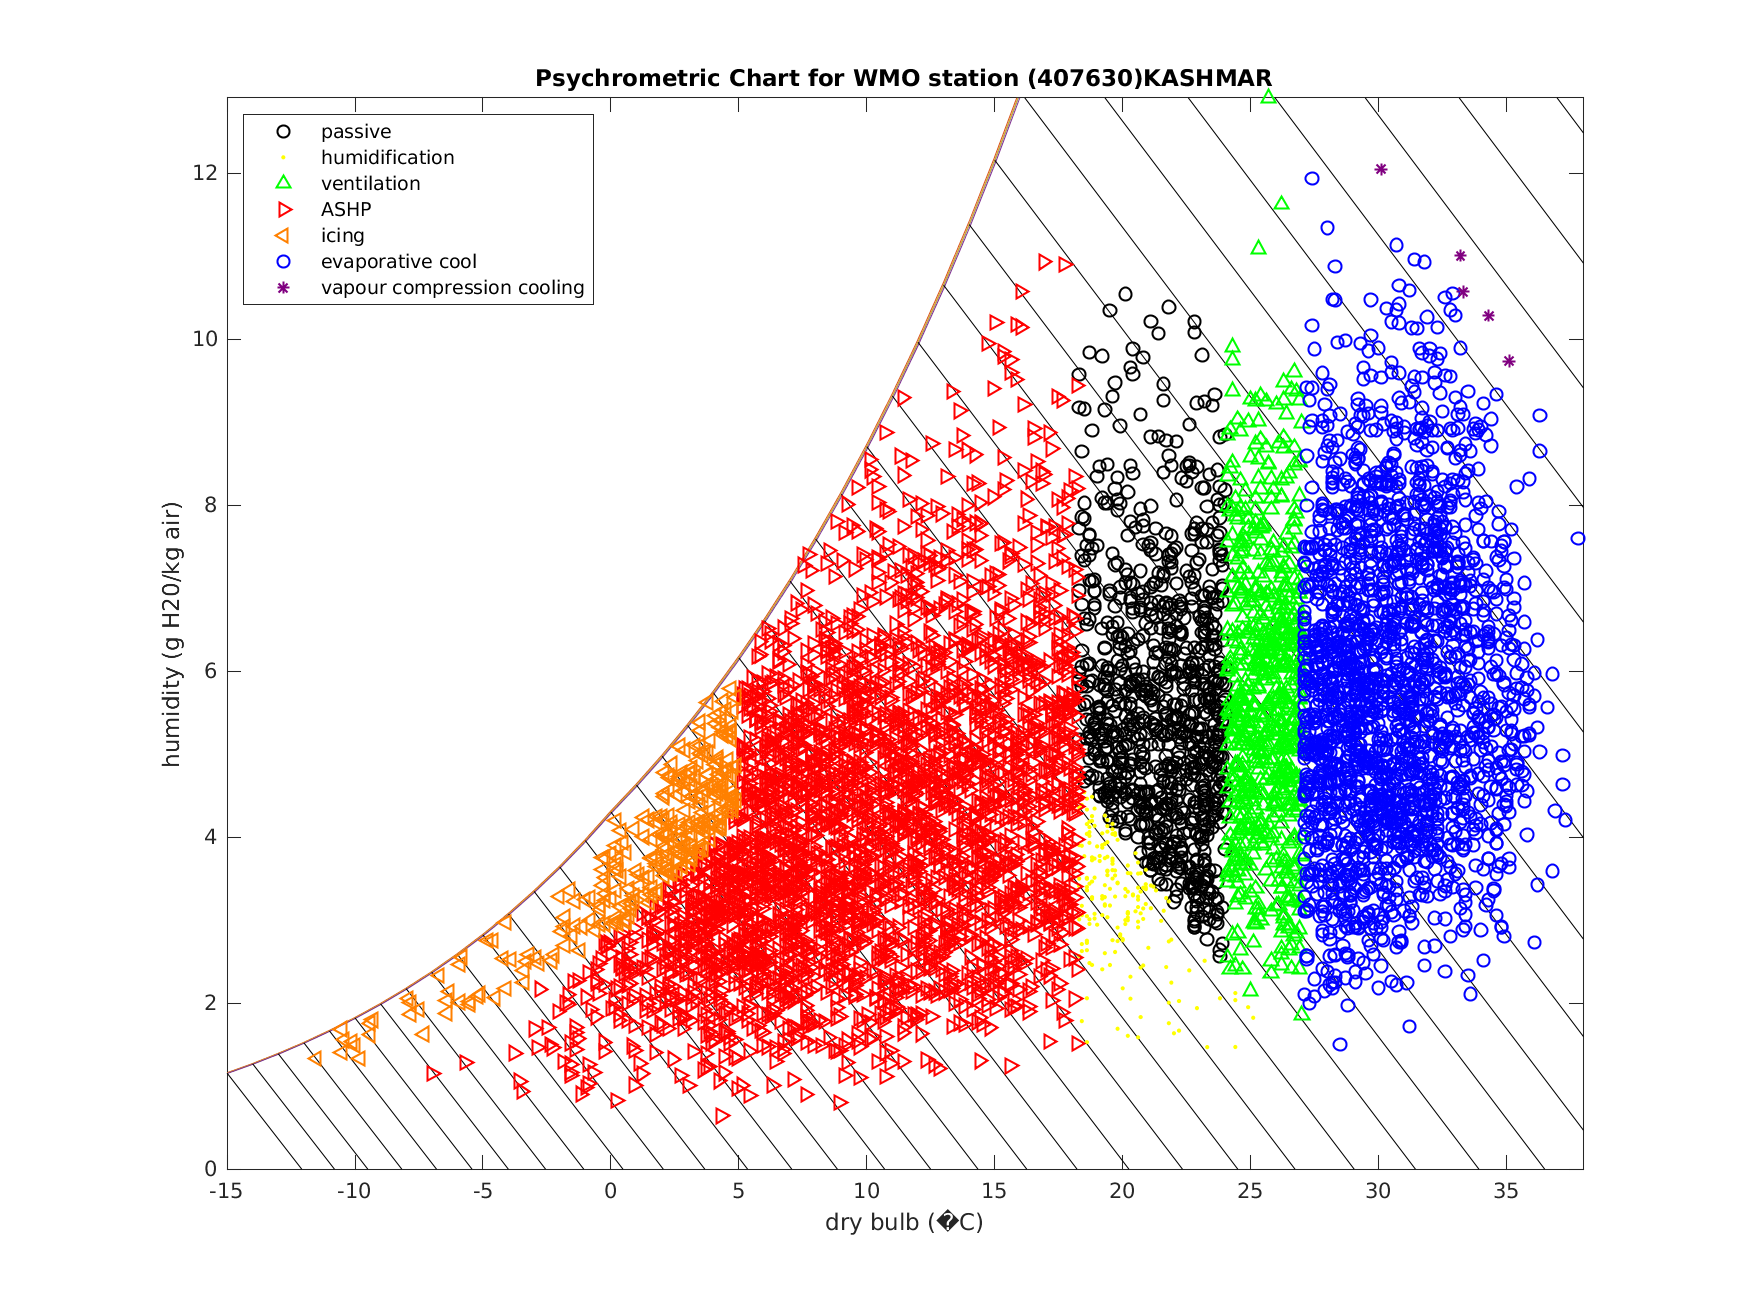 Psychrometric Chart for WMO station (407630)KASHMAR
passive
humidification
ventilation
ASHP
icing
evaporative cool
vapour compression cooling
humidity (g H20/kg air)
12
10
8
6
4
2
0
-15 -10 -5 0 5 10 15 20 25 30 35
dry bulb (�C)